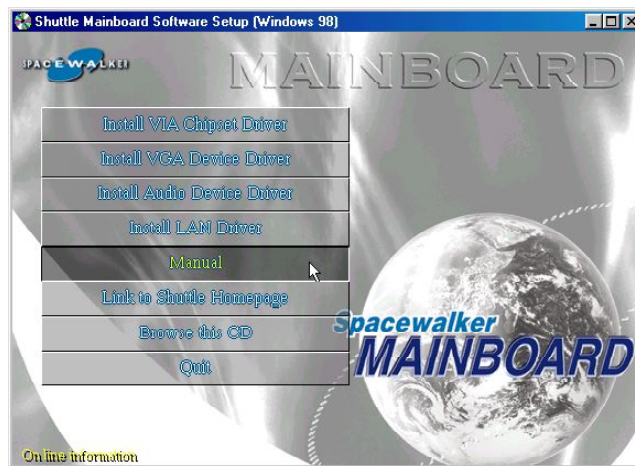 Shuttle Mainboard Software Setup (Windows 98)
SPACEWALKER
MAINBOARD
Install VIA Chipset Driver
Install VGA Device Driver
Install Audio Device Driver
Install LAN Driver
Manual
Link to Shuttle Homepage
Browse this CD
Quit
Spacewalker
MAINBOARD
On line information